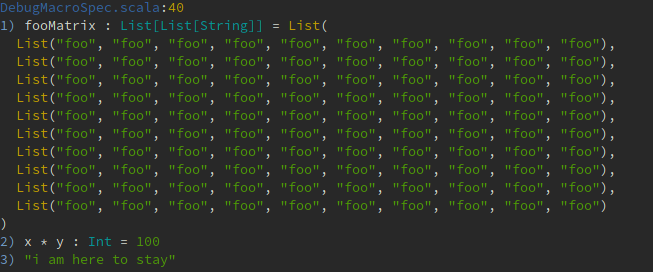 DebugMacroSpec.scala:40
1) fooMatrix : List[List[String]] = List(
  List("foo", "foo", "foo", "foo", "foo", "foo", "foo", "foo", "foo", "foo"),
  List("foo", "foo", "foo", "foo", "foo", "foo", "foo", "foo", "foo", "foo"),
  List("foo", "foo", "foo", "foo", "foo", "foo", "foo", "foo", "foo", "foo"),
  List("foo", "foo", "foo", "foo", "foo", "foo", "foo", "foo", "foo", "foo"),
  List("foo", "foo", "foo", "foo", "foo", "foo", "foo", "foo", "foo", "foo"),
  List("foo", "foo", "foo", "foo", "foo", "foo", "foo", "foo", "foo", "foo"),
  List("foo", "foo", "foo", "foo", "foo", "foo", "foo", "foo", "foo", "foo"),
  List("foo", "foo", "foo", "foo", "foo", "foo", "foo", "foo", "foo", "foo"),
  List("foo", "foo", "foo", "foo", "foo", "foo", "foo", "foo", "foo", "foo"),
  List("foo", "foo", "foo", "foo", "foo", "foo", "foo", "foo", "foo", "foo")
)
2) x * y : Int = 100
3) "i am here to stay"